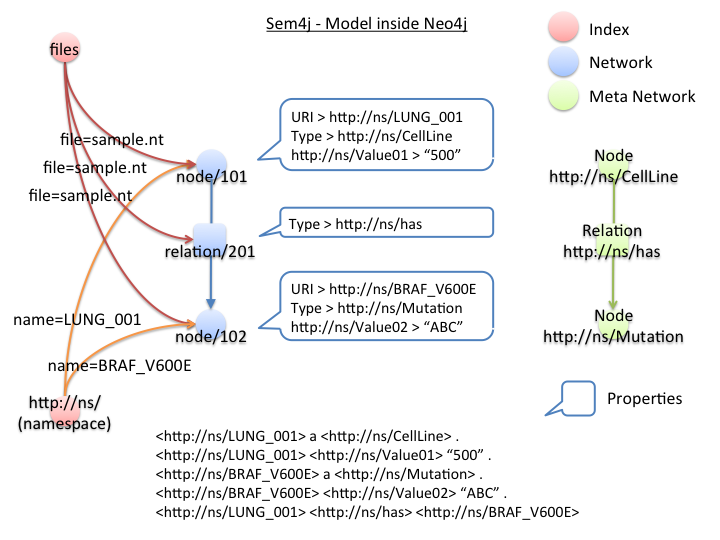 Sem4j - Model inside Neo4j
Index
Network
Meta Network
files
file=sample.nt
file=sample.nt
file=sample.nt
node/101
URI > http://ns/LUNG_001
Type > http://ns/CellLine
http://ns/Value01 > “500”
Node
http://ns/CellLine
relation/201
Type > http://ns/has
Relation
http://ns/has
node/102
URI > http://ns/BRAF_V600E
Type > http://ns/Mutation
http://ns/Value02 > “ABC”
Node
http://ns/Mutation
name=LUNG_001
name=BRAF_V600E
http://ns/
(namespace)
Properties
<http://ns/LUNG_001> a <http://ns/CellLine> .
<http://ns/LUNG_001> <http://ns/Value01> “500” .
<http://ns/BRAF_V600E> a <http://ns/Mutation> .
<http://ns/BRAF_V600E> <http://ns/Value02> “ABC” .
<http://ns/LUNG_001> <http://ns/has> <http://ns/BRAF_V600E>